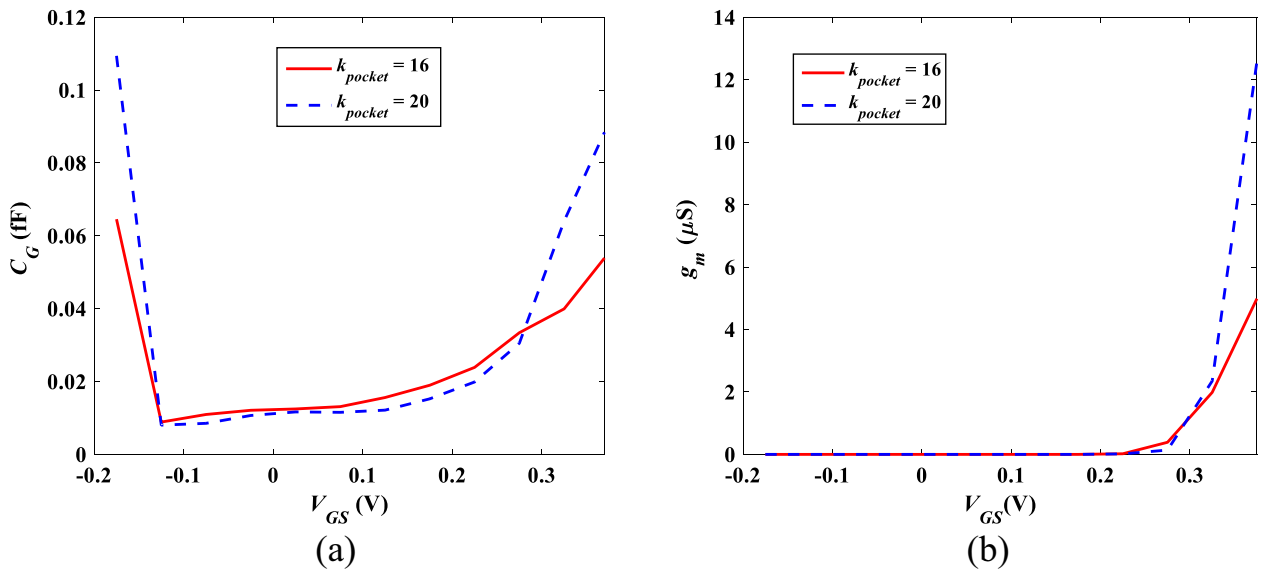 0.12
0.1
0.08
0.06
0.04
0.02
0
C_G (fF)
k_pocket = 16
k_pocket = 20
-0.2 -0.1 0 0.1 0.2 0.3
V_GS (V)
(a)
14
12
10
8
6
4
2
0
g_m (μS)
k_pocket = 16
k_pocket = 20
-0.2 -0.1 0 0.1 0.2 0.3
V_GS(V)
(b)